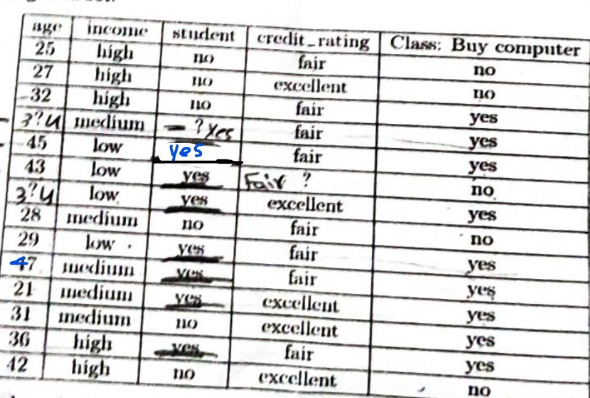 age income student credit_rating Class: Buy computer
25 high no fair no
27 high no excellent no
32 high no fair yes
3?4 medium ? yes fair yes
45 low yes fair yes
43 low yes Fair ? no
3?4 low yes excellent yes
28 medium no fair no
29 low yes fair yes
47 medium yes fair yes
21 medium yes excellent yes
31 medium no excellent yes
36 high yes fair yes
42 high no excellent no